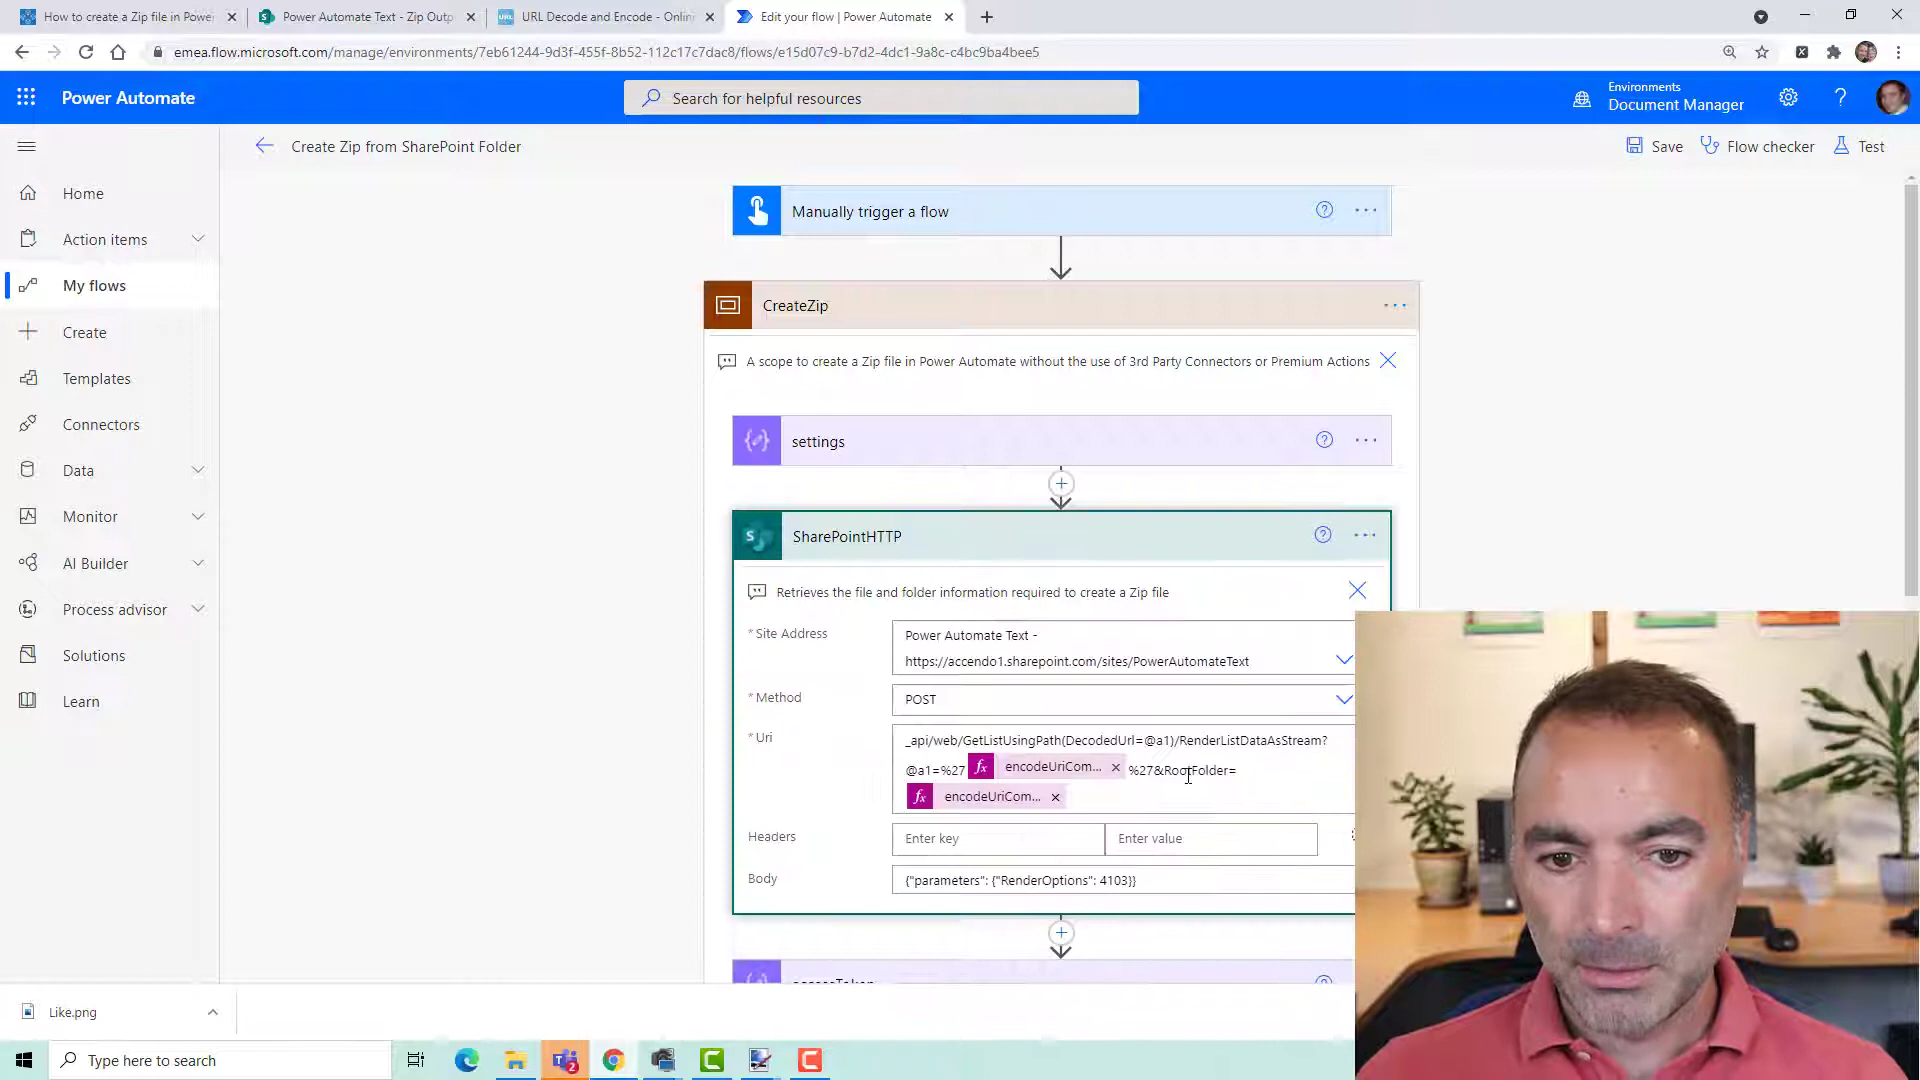 How to create a Zip file in Power
Power Automate Text - Zip Outp
URL
URL Decode and Encode - Onlin
Edit your flow | Power Automate
emea.flow.microsoft.com/manage/environments/7eb61244-9d3f-455f-8b52-112c17c7dac8/flows/e15d07c9-b7d2-4dc1-9a8c-c4bc9ba4bee5
Power Automate
Search for helpful resources
Environments
Document Manager
Create Zip from SharePoint Folder
Save
Flow checker
Test
Home
Action items
My flows
Create
Templates
Connectors
Data
Monitor
AI Builder
Process advisor
Solutions
Learn
Manually trigger a flow
CreateZip
A scope to create a Zip file in Power Automate without the use of 3rd Party Connectors or Premium Actions
settings
SharePointHTTP
Retrieves the file and folder information required to create a Zip file
* Site Address
Power Automate Text -
https://accendo1.sharepoint.com/sites/PowerAutomateText
* Method
POST
* Uri
_api/web/GetListUsingPath(DecodedUrl=@a1)/RenderListDataAsStream?
@a1=%27 fx encodeUriCom... × %27&RootFolder=
fx encodeUriCom... ×
Headers
Enter key
Enter value
Body
{"parameters": {"RenderOptions": 4103}}
accessToken
Like.png
Type here to search